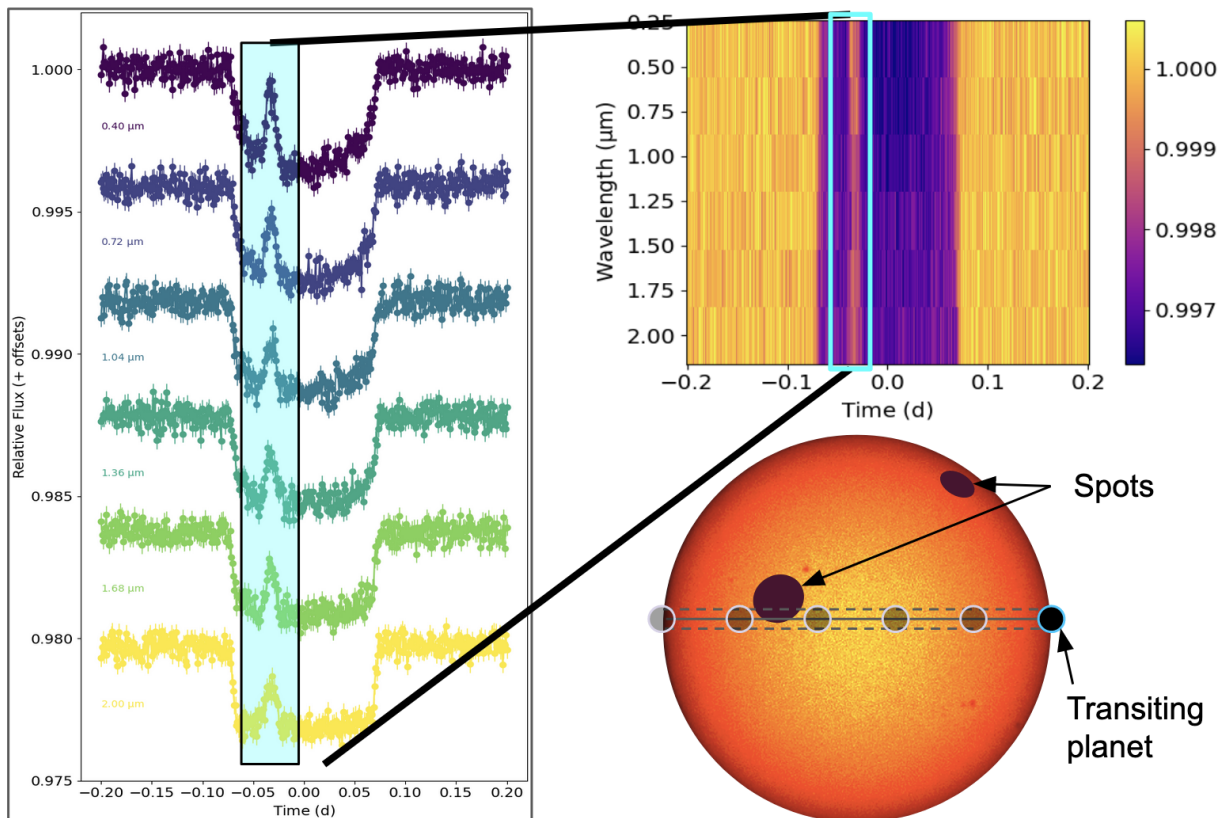 1.000
0.40 µm
0.995
0.72 µm
0.990
1.04 µm
0.985
1.36 µm
1.68 µm
0.980
2.00 µm
0.975
−0.20 −0.15 −0.10 −0.05 0.00 0.05 0.10 0.15 0.20
Time (d)
Relative Flux (+ offsets)
0.25
0.50
0.75
1.00
1.25
1.50
1.75
2.00
Wavelength (µm)
−0.2 −0.1 0.0 0.1 0.2
Time (d)
1.000
0.999
0.998
0.997
Spots
Transiting
planet